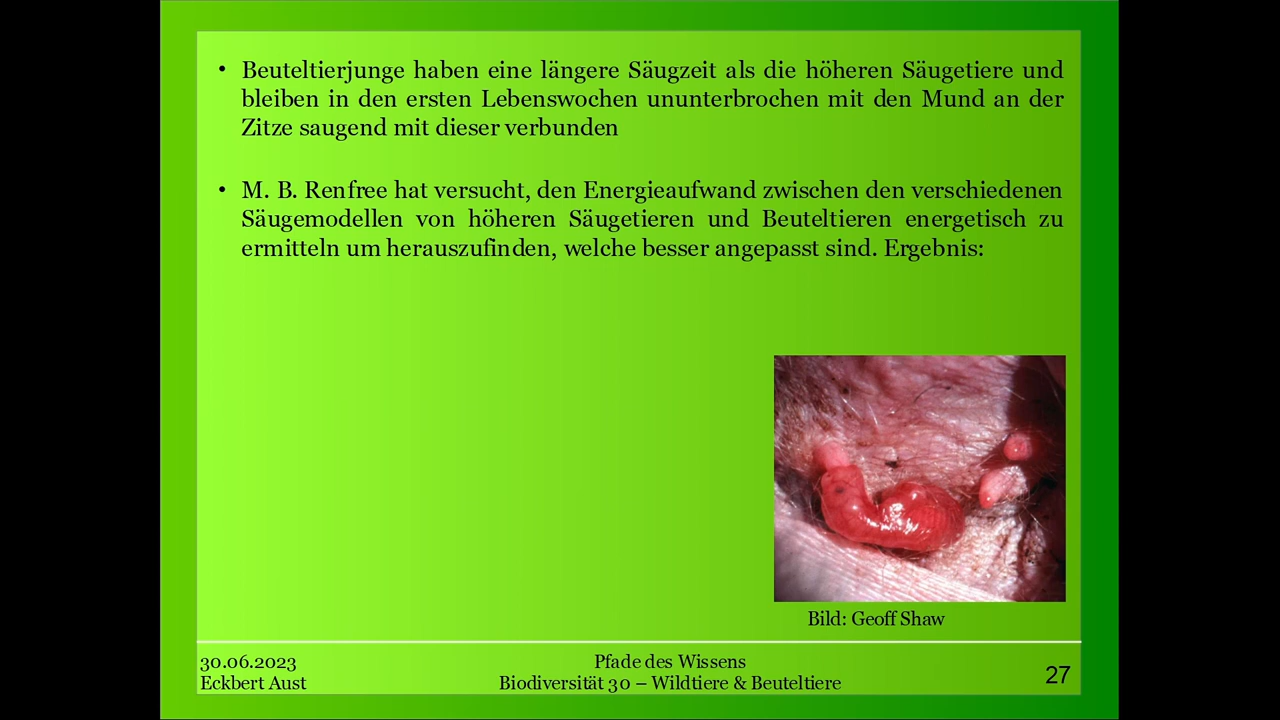 • Beuteltierjunge haben eine längere Säugzeit als die höheren Säugetiere und
bleiben in den ersten Lebenswochen ununterbrochen mit den Mund an der
Zitze saugend mit dieser verbunden
• M. B. Renfree hat versucht, den Energieaufwand zwischen den verschiedenen
Säugemodellen von höheren Säugetieren und Beuteltieren energetisch zu
ermitteln um herauszufinden, welche besser angepasst sind. Ergebnis:
Bild: Geoff Shaw
30.06.2023
Eckbert Aust
Pfade des Wissens
Biodiversität 30 – Wildtiere & Beuteltiere
27